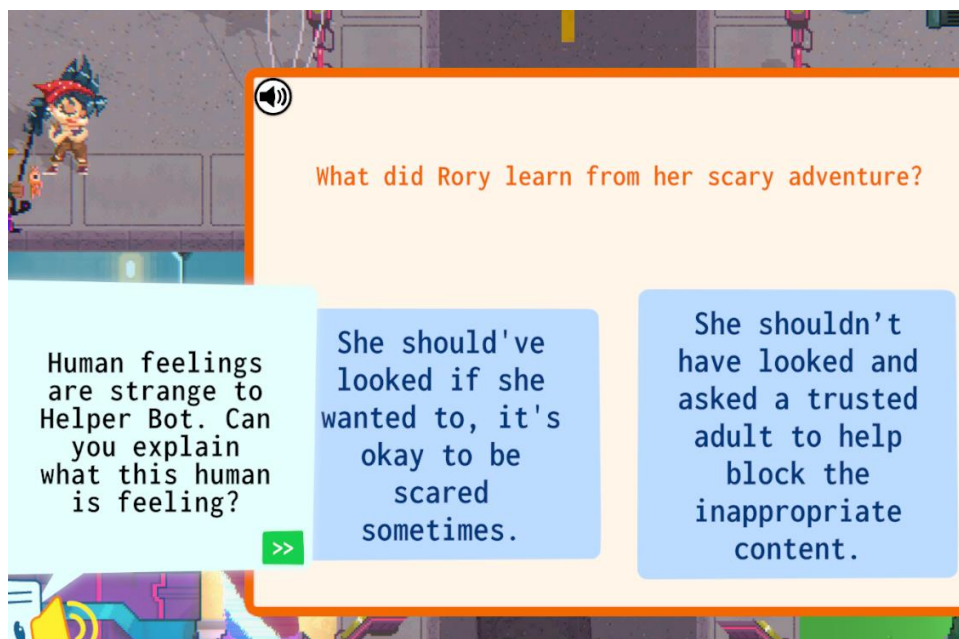 What did Rory learn from her scary adventure?
Human feelings
are strange to
Helper Bot. Can
you explain
what this human
is feeling?
>>
She should've
looked if she
wanted to, it's
okay to be
scared
sometimes.
She shouldn’t
have looked and
asked a trusted
adult to help
block the
inappropriate
content.